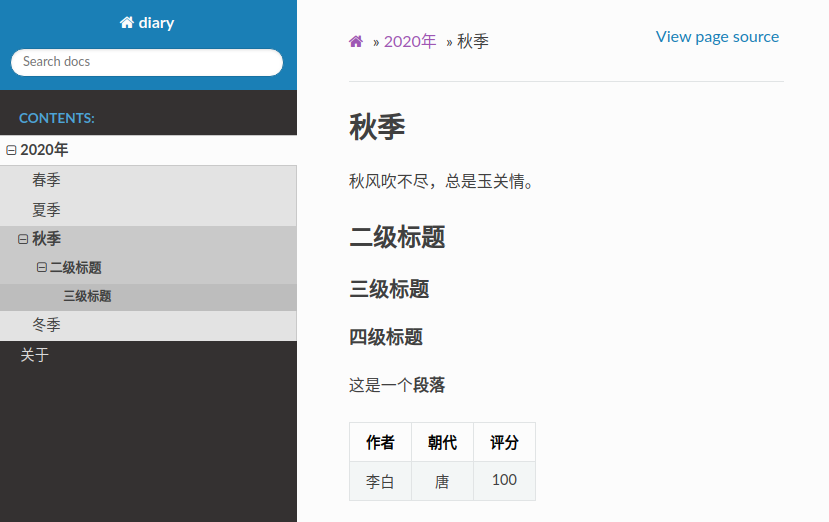 diary
Search docs
CONTENTS:
2020年
春季
夏季
秋季
二级标题
三级标题
冬季
关于
» 2020年 » 秋季
View page source
秋季
秋风吹不尽，总是玉关情。
二级标题
三级标题
四级标题
这是一个段落
作者 朝代 评分
李白 唐 100